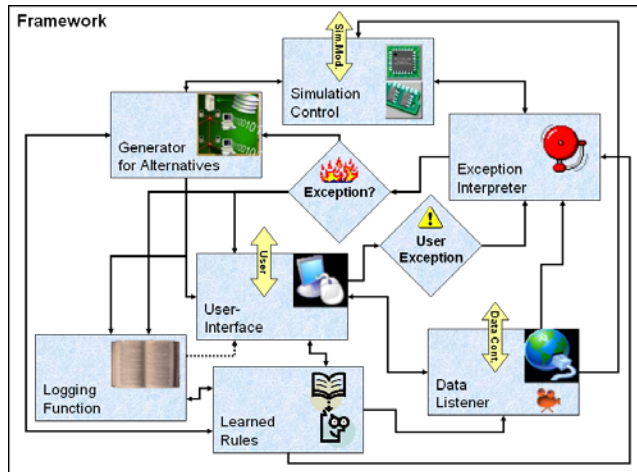 Framework
Sim.Mod.
Simulation
Control
Generator
for Alternatives
Exception
Interpreter
Exception?
User
Exception
User
User-
Interface
Data Cont.
Data
Listener
Logging
Function
Learned
Rules